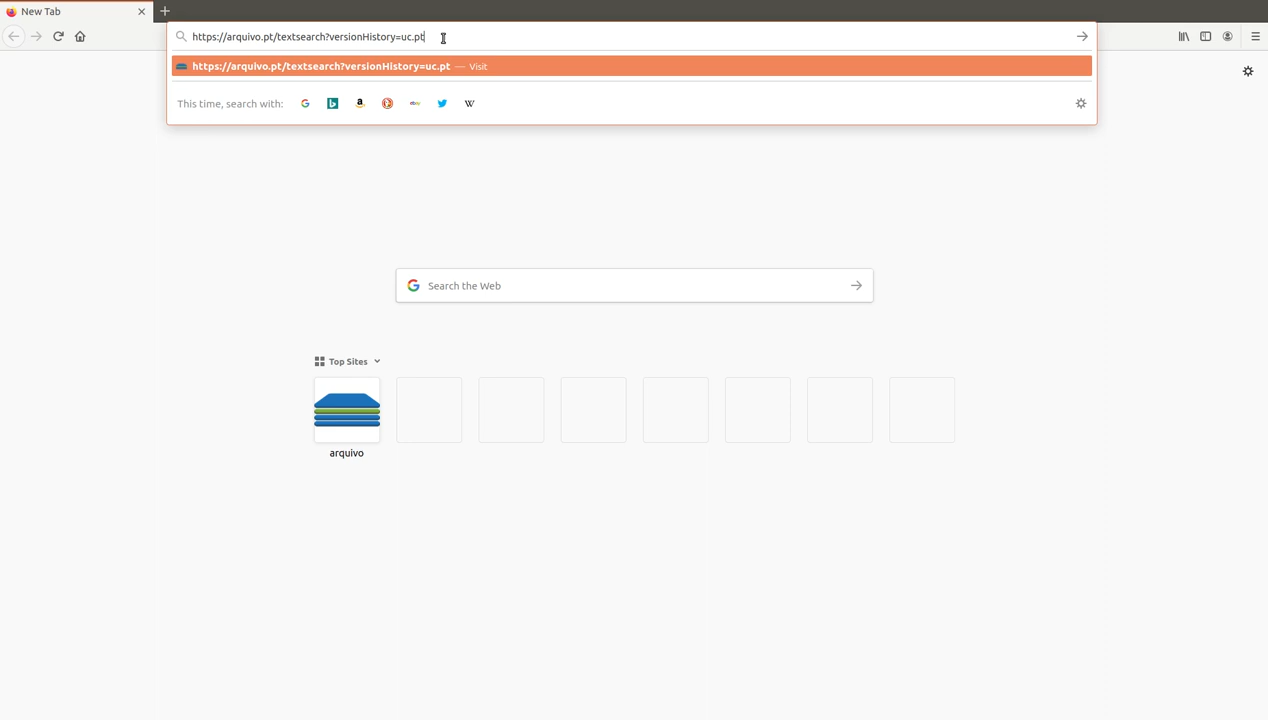 New Tab
https://arquivo.pt/textsearch?versionHistory=uc.pt
https://arquivo.pt/textsearch?versionHistory=uc.pt — Visit
This time, search with:
Search the Web
Top Sites
arquivo